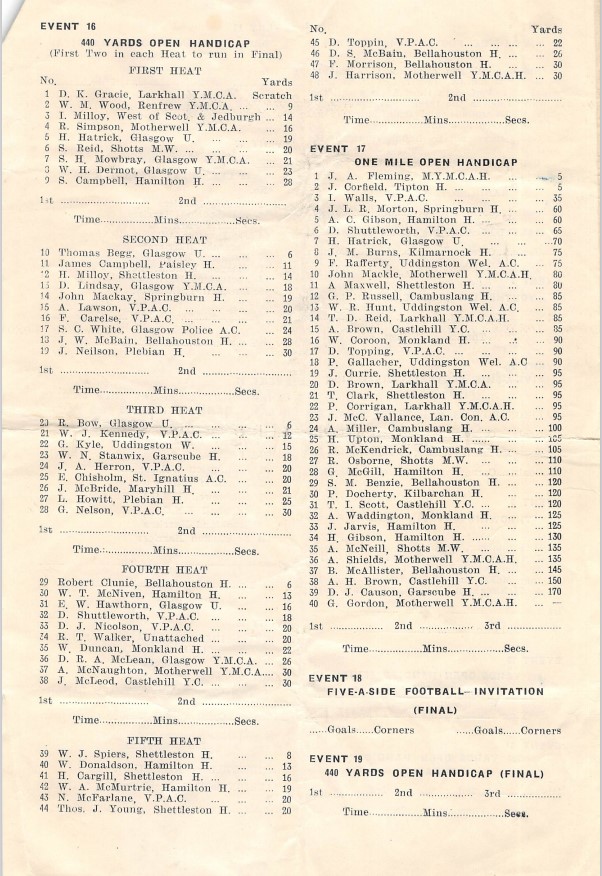 EVENT 16
440 YARDS OPEN HANDICAP
(First Two in each Heat to run in Final)
FIRST HEAT
No. Yards
1 D. K. Gracie, Larkhall Y.M.C.A. Scratch
2 W. M. Wood, Renfrew Y.M.C.A. ... ... 9
3 I. Milloy, West of Scot. & Jedburgh ... 14
4 R. Simpson, Motherwell Y.M.C.A. ... 16
5 H. Hatrick, Glasgow U. ... ... ... 19
6 S. Reid, Shotts M.W. ... ... ... 20
7 S. H. Mowbray, Glasgow Y.M.C.A. ... 21
8 W. H. Dermot, Glasgow U. ... ... 23
9 S. Campbell, Hamilton H. ... ... ... 28
1st .............................. 2nd ..............................
Time...............Mins...............Secs.
SECOND HEAT
10 Thomas Begg, Glasgow U. ... ... ... 6
11 James Campbell, Paisley H. ... ... 11
12 H. Milloy, Shettleston H. ... ... ... 14
13 D. Lindsay, Glasgow Y.M.C.A. ... ... 18
14 John Mackay, Springburn H. ... ... 19
15 A. Lawson, V.P.A.C. ... ... ... ... 20
16 F. Carelse, V.P.A.C. ... ... ... ... 21
17 S. C. White, Glasgow Police A.C. ... 24
18 J. W. McBain, Bellahouston H. ... ... 28
19 J. Neilson, Plebian H. ... ... ... 30
1st .............................. 2nd ..............................
Time...............Mins...............Secs.
THIRD HEAT
20 R. Bow, Glasgow U. ... ... ... ... 6
21 W. J. Kennedy, V.P.A.C. ... ... ... 12
22 G. Kyle, Uddingston W. ... ... ... 15
23 W. N. Stanwix, Garscube H. ... ... 18
24 J. A. Herron, V.P.A.C. ... ... ... 20
25 E. Chisholm, St. Ignatius A.C. ... ... 20
26 J. McBride, Maryhill H. ... ... ... 21
27 L. Howitt, Plebian H. ... ... ... 25
28 G. Nelson, V.P.A.C. ... ... ... ... 30
1st .............................. 2nd ..............................
Time...............Mins...............Secs.
FOURTH HEAT
29 Robert Clunie, Bellahouston H. ... ... 6
30 W. T. McNiven, Hamilton H. ... ... 13
31 E. W. Hawthorn, Glasgow U. ... ... 16
32 D. Shuttleworth, V.P.A.C. ... ... ... 18
33 D. J. Nicolson, V.P.A.C. ... ... ... 20
34 R. T. Walker, Unattached ... ... ... 20
35 W. Duncan, Monkland H. ... ... ... 22
36 D. R. A. McLean, Glasgow Y.M.C.A. ... 26
37 A. McNaughton, Motherwell Y.M.C.A.... 30
38 J. McLeod, Castlehill Y.C. ... ... ... 30
1st .............................. 2nd ..............................
Time...............Mins...............Secs.
FIFTH HEAT
39 W. J. Spiers, Shettleston H. ... ... 8
40 W. Donaldson, Hamilton H. ... ... 13
41 H. Cargill, Shettleston H. ... ... ... 16
42 W. A. McMurtrie, Hamilton H. ... ... 19
43 N. McFarlane, V.P.A.C. ... ... ... 20
44 Thos. J. Young, Shettleston H. ... ... 20
No. Yards
45 D. Toppin, V.P.A.C. ... ... ... ... 22
46 D. S. McBain, Bellahouston H. ... ... 26
47 F. Morrison, Bellahouston H. ... ... 30
48 J. Harrison, Motherwell Y.M.C.A.H. ... 30
1st .............................. 2nd ..............................
Time...............Mins...............Secs.
EVENT 17
ONE MILE OPEN HANDICAP
1 J. A. Fleming, M.Y.M.C.A.H. ... ... 5
2 J. Corfield, Tipton H. ... ... ... ... 5
3 I. Walls, V.P.A.C. ... ... ... ... 35
4 J. L. R. Morton, Springburn H. ... ... 60
5 A. C. Gibson, Hamilton H. ... ... ... 60
6 D. Shuttleworth, V.P.A.C. ... ... ... 65
7 H. Hatrick, Glasgow U. ... ... ... 70
8 J. M. Burns, Kilmarnock H. ... ... 75
9 F. Rafferty, Uddingston Wel. A.C. ... 75
10 John Mackle, Motherwell Y.M.C.A.H. 80
11 A Maxwell, Shettleston H. ... ... ... 80
12 G. P. Russell, Cambuslang H. ... ... 85
13 W. R. Hunt, Uddingston Wel. A.C. ... 85
14 T. D. Reid, Larkhall Y.M.C.A.H. ... 85
15 A. Brown, Castlehill Y.C. ... ... ... 85
16 W. Coroon, Monkland H. ... ... ... 90
17 D. Topping, V.P.A.C. ... ... ... ... 90
18 P. Gallacher, Uddingston Wel. A.C ... 90
19 J. Currie, Shettleston H. ... ... ... 95
20 D. Brown, Larkhall Y.M.C.A. ... ... 95
21 T. Clark, Shettleston H. ... ... ... 95
22 P. Corrigan, Larkhall Y.M.C.A.H. ... 95
23 J. McC. Vallance, Lan. Con. A.C. ... 95
24 A. Miller, Cambuslang H. ... ... ... 100
25 H. Upton, Monkland H. ...... ... ... 105
26 R. McKendrick, Cambuslang H. ... ... 105
27 R. Osborne, Shotts M.W. ... ... ... 110
28 G. McGill, Hamilton H. ... ... ... 110
29 S. M. Benzie, Bellahouston H. ... ... 120
30 P. Docherty, Kilbarchan H. ... ... ... 120
31 T. I. Scott, Castlehill Y.C. ... ... ... 120
32 A. Waddington, Monkland H. ... ... 125
33 J. Jarvis, Hamilton H. ... ... ... ... 125
34 H. Gibson, Hamilton H. ...... ... ... 130
35 A. McNeill, Shotts M.W. ... ... ... 135
36 A. Shields, Motherwell Y.M.C.A.H. ... 135
37 B. McAllister, Bellahouston H. ... ... 145
38 A. H. Brown, Castlehill Y.C. ... ... 150
39 D. J. Causon, Garscube H. ... ... ... 170
40 G. Gordon, Motherwell Y.M.C.A.H. ... ...
1st .................... 2nd .................... 3rd ....................
Time...............Mins...............Secs.
EVENT 18
FIVE-A-SIDE FOOTBALL—INVITATION
(FINAL)
......Goals......Corners ......Goals......Corners
EVENT 19
440 YARDS OPEN HANDICAP (FINAL)
1st .................... 2nd .................... 3rd ....................
Time...............Mins...............Secs.